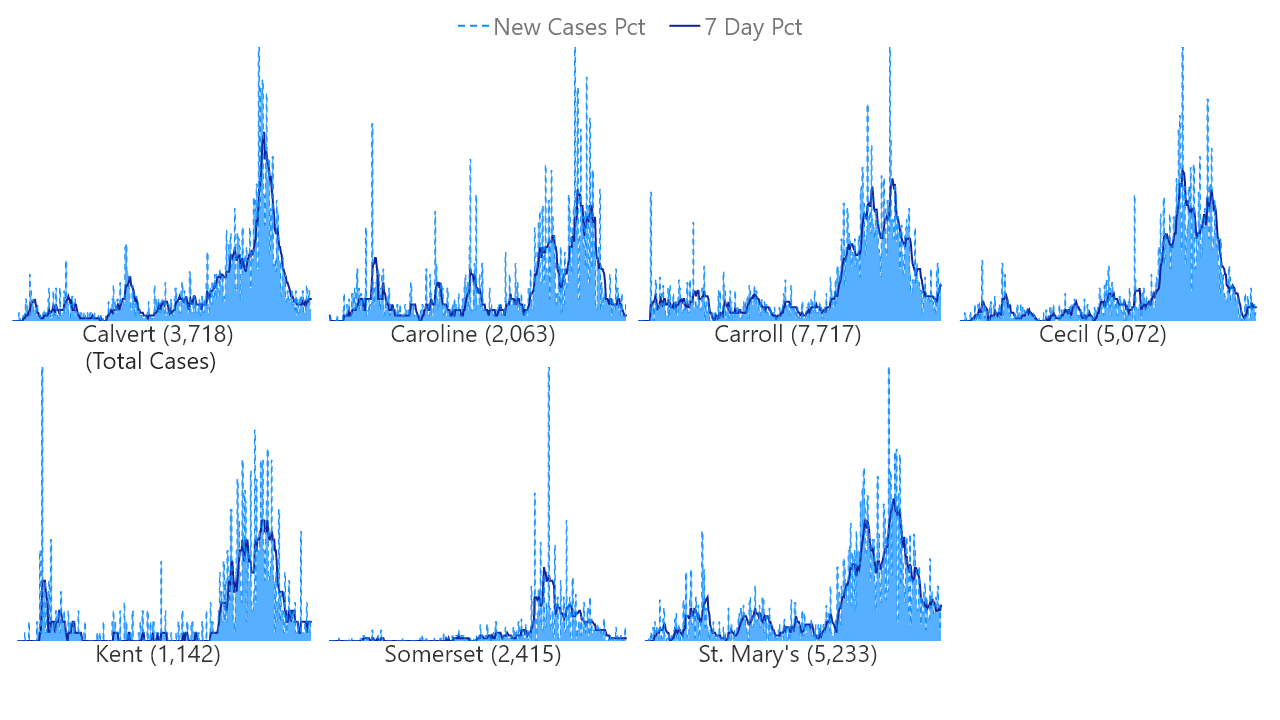 New Cases Pct 7 Day Pct
Calvert (3,718)
(Total Cases)
Caroline (2,063)
Carroll (7,717)
Cecil (5,072)
Kent (1,142)
Somerset (2,415)
St. Mary's (5,233)